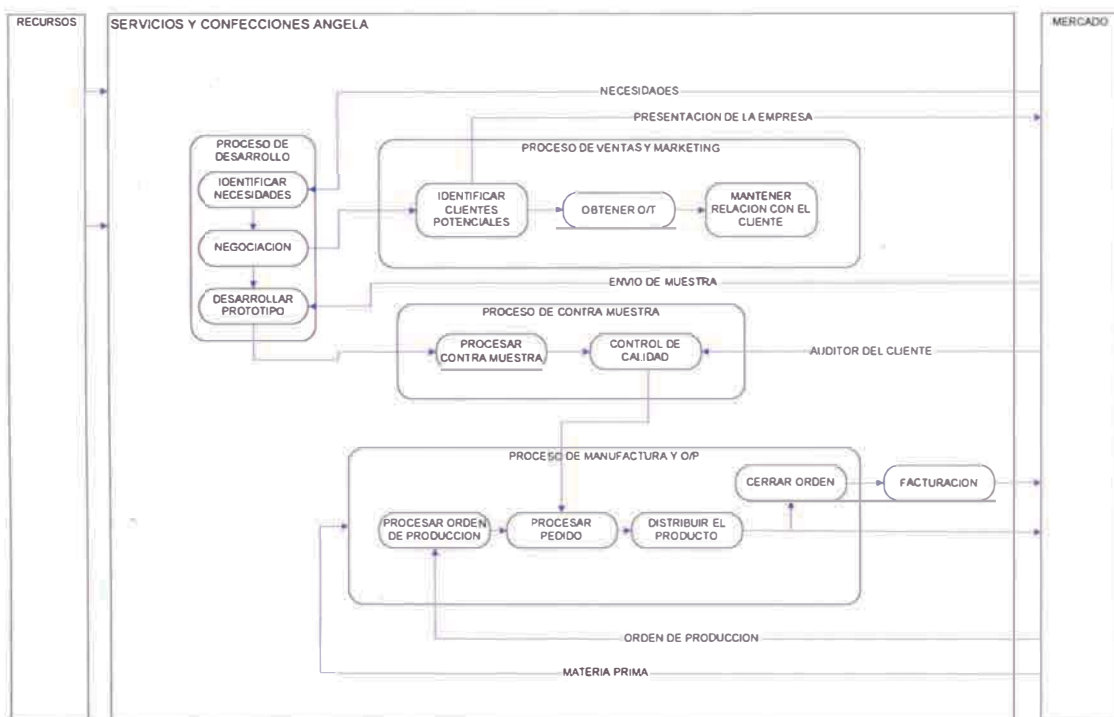 RECURSOS
SERVICIOS Y CONFECCIONES ANGELA
MERCADO
NECESIDADES
PRESENTACION DE LA EMPRESA
PROCESO DE
DESARROLLO
IDENTIFICAR
NECESIDADES
NEGOCIACION
DESARROLLAR
PROTOTIPO
PROCESO DE VENTAS Y MARKETING
IDENTIFICAR
CLIENTES
POTENCIALES
OBTENER O/T
MANTENER
RELACION CON EL
CLIENTE
ENVIO DE MUESTRA
PROCESO DE CONTRA MUESTRA
PROCESAR
CONTRA MUESTRA
CONTROL DE
CALIDAD
AUDITOR DEL CLIENTE
PROCESO DE MANUFACTURA Y O/P
CERRAR ORDEN
FACTURACION
PROCESAR ORDEN
DE PRODUCCION
PROCESAR
PEDIDO
DISTRIBUIR EL
PRODUCTO
ORDEN DE PRODUCCION
MATERIA PRIMA